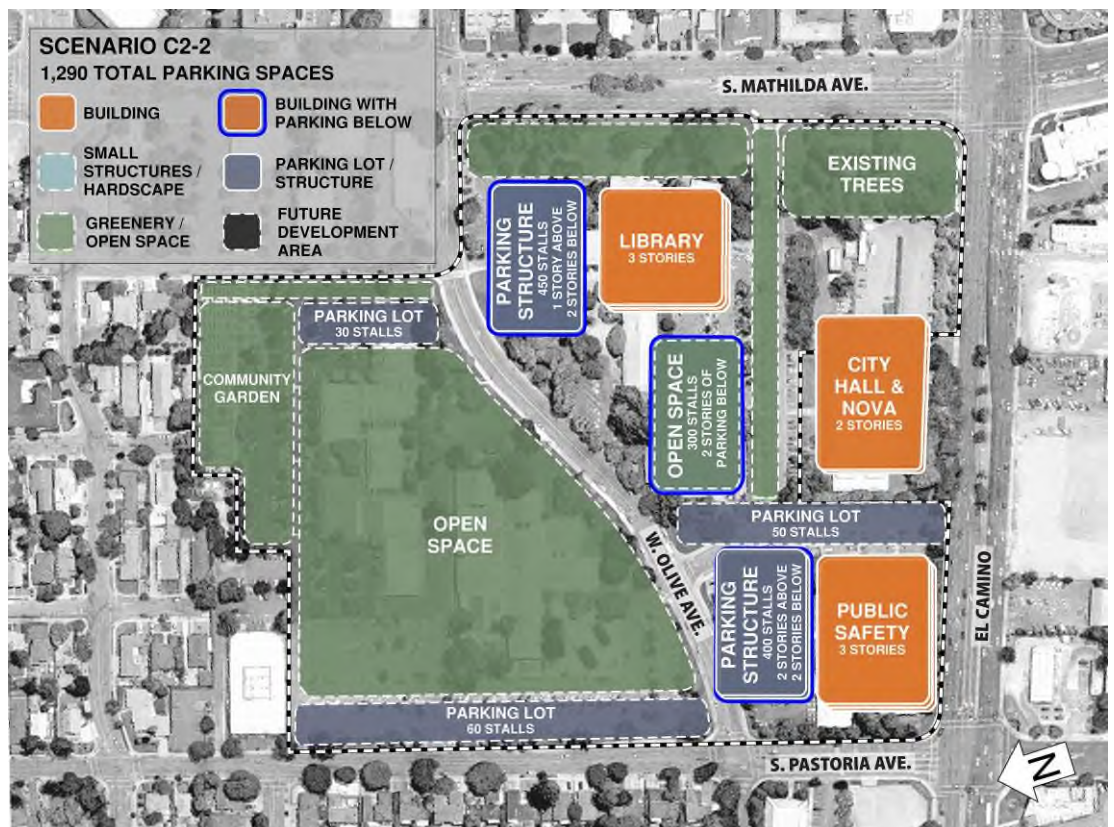 SCENARIO C2-2
1,290 TOTAL PARKING SPACES
BUILDING
BUILDING WITH
PARKING BELOW
SMALL
STRUCTURES /
HARDSCAPE
PARKING LOT /
STRUCTURE
GREENERY /
OPEN SPACE
FUTURE
DEVELOPMENT
AREA
S. MATHILDA AVE.
EXISTING
TREES
PARKING
STRUCTURE
450 STALLS
1 STORY ABOVE
2 STORIES BELOW
LIBRARY
3 STORIES
PARKING LOT
30 STALLS
COMMUNITY
GARDEN
OPEN SPACE
300 STALLS
2 STORIES OF
PARKING BELOW
CITY
HALL &
NOVA
2 STORIES
OPEN
SPACE
PARKING LOT
50 STALLS
W. OLIVE AVE.
PARKING
STRUCTURE
400 STALLS
2 STORIES ABOVE
2 STORIES BELOW
PUBLIC
SAFETY
3 STORIES
EL CAMINO
PARKING LOT
60 STALLS
S. PASTORIA AVE.
N